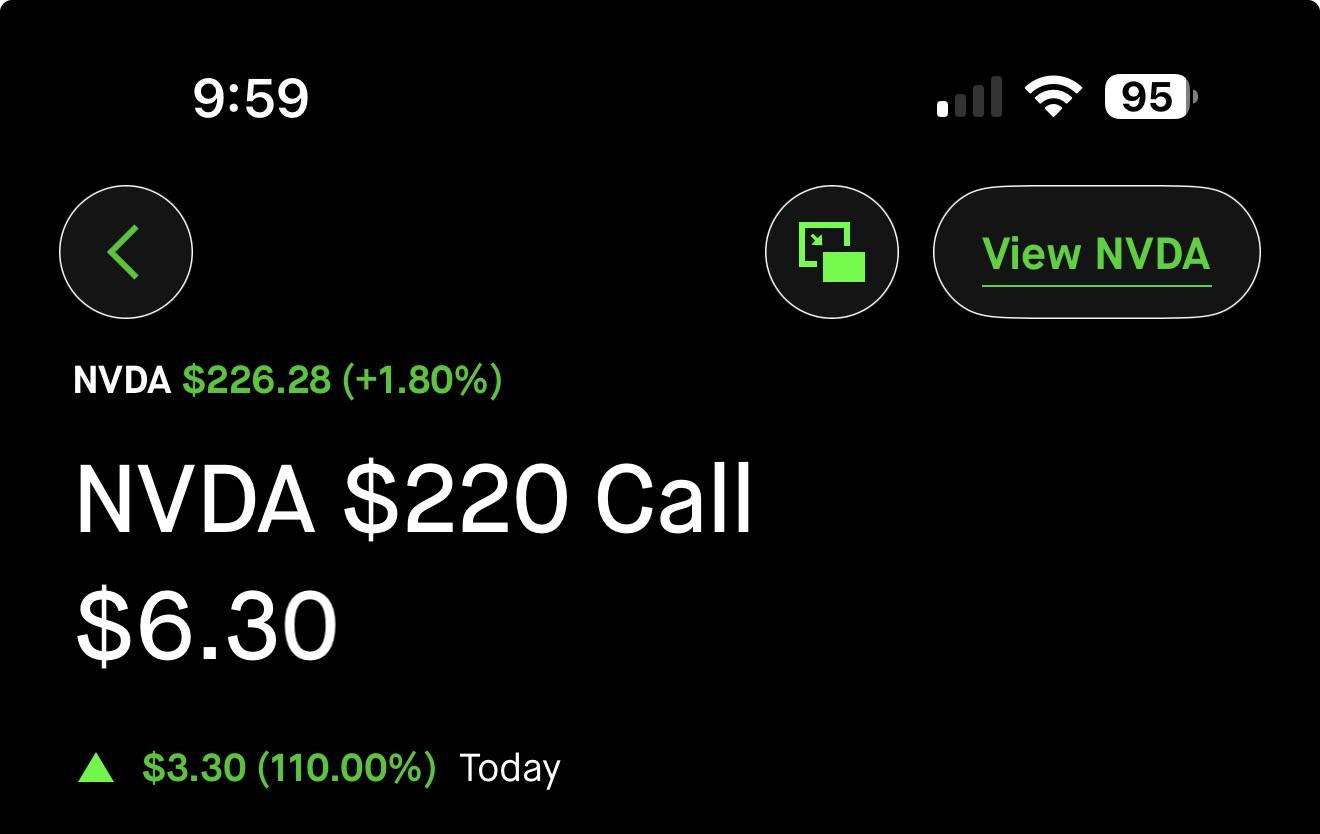 9:59 95
View NVDA
NVDA $226.28 (+1.80%)
NVDA $220 Call
$6.30
$3.30 (110.00%) Today